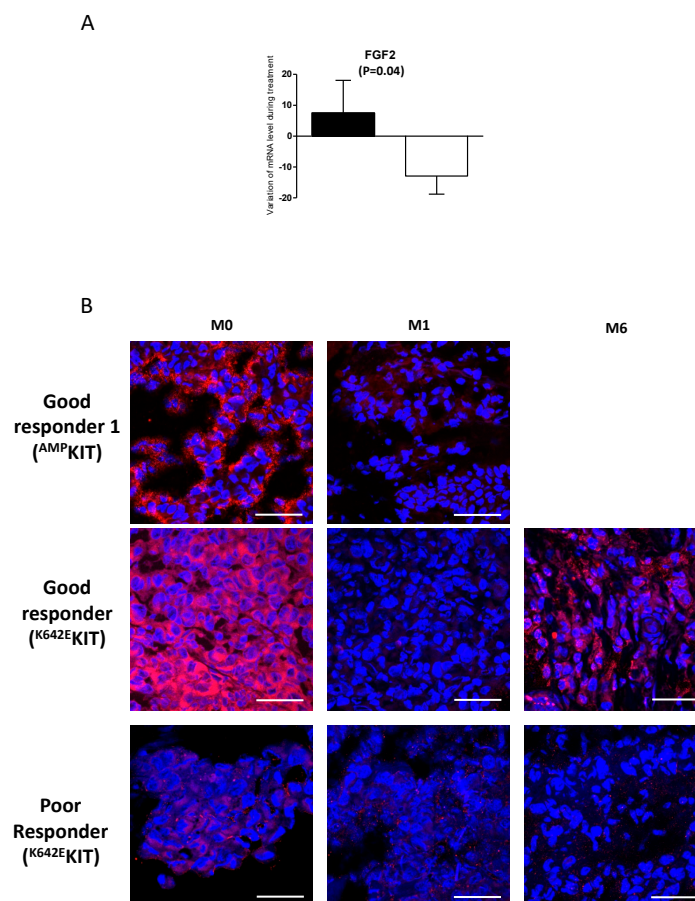 A
FGF2
(P=0.04)
Variation of mRNA level during treatment
20
10
0
-10
-20
B
M0
M1
M6
Good
responder 1
(AMPKIT)
Good
responder
(K642EKIT)
Poor
Responder
(K642EKIT)